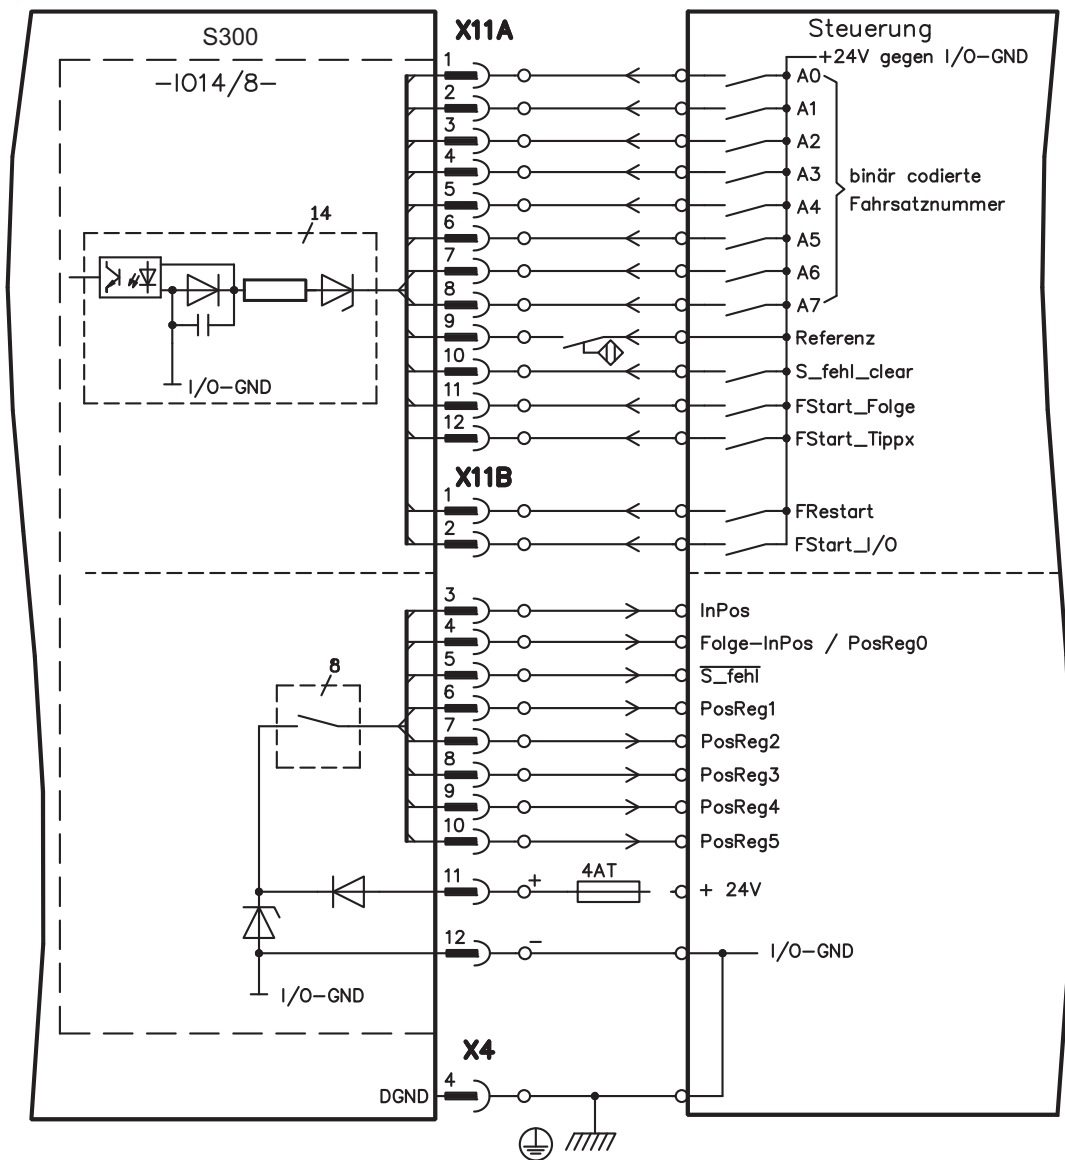 S300
X11A
Steuerung
-IO14/8-
+24V gegen I/O-GND
1
A0
2
A1
3
A2
4
A3
binär codierte
Fahrsatznummer
5
A4
14
6
A5
7
A6
8
A7
9
Referenz
I/O-GND
10
S_fehl_clear
11
FStart_Folge
12
FStart_Tippx
X11B
1
FRestart
2
FStart_I/O
3
InPos
4
Folge-InPos / PosReg0
8
5
S_fehl
6
PosReg1
7
PosReg2
8
PosReg3
9
PosReg4
10
PosReg5
11
+
4AT
+ 24V
12
-
I/O-GND
I/O-GND
X4
DGND
4